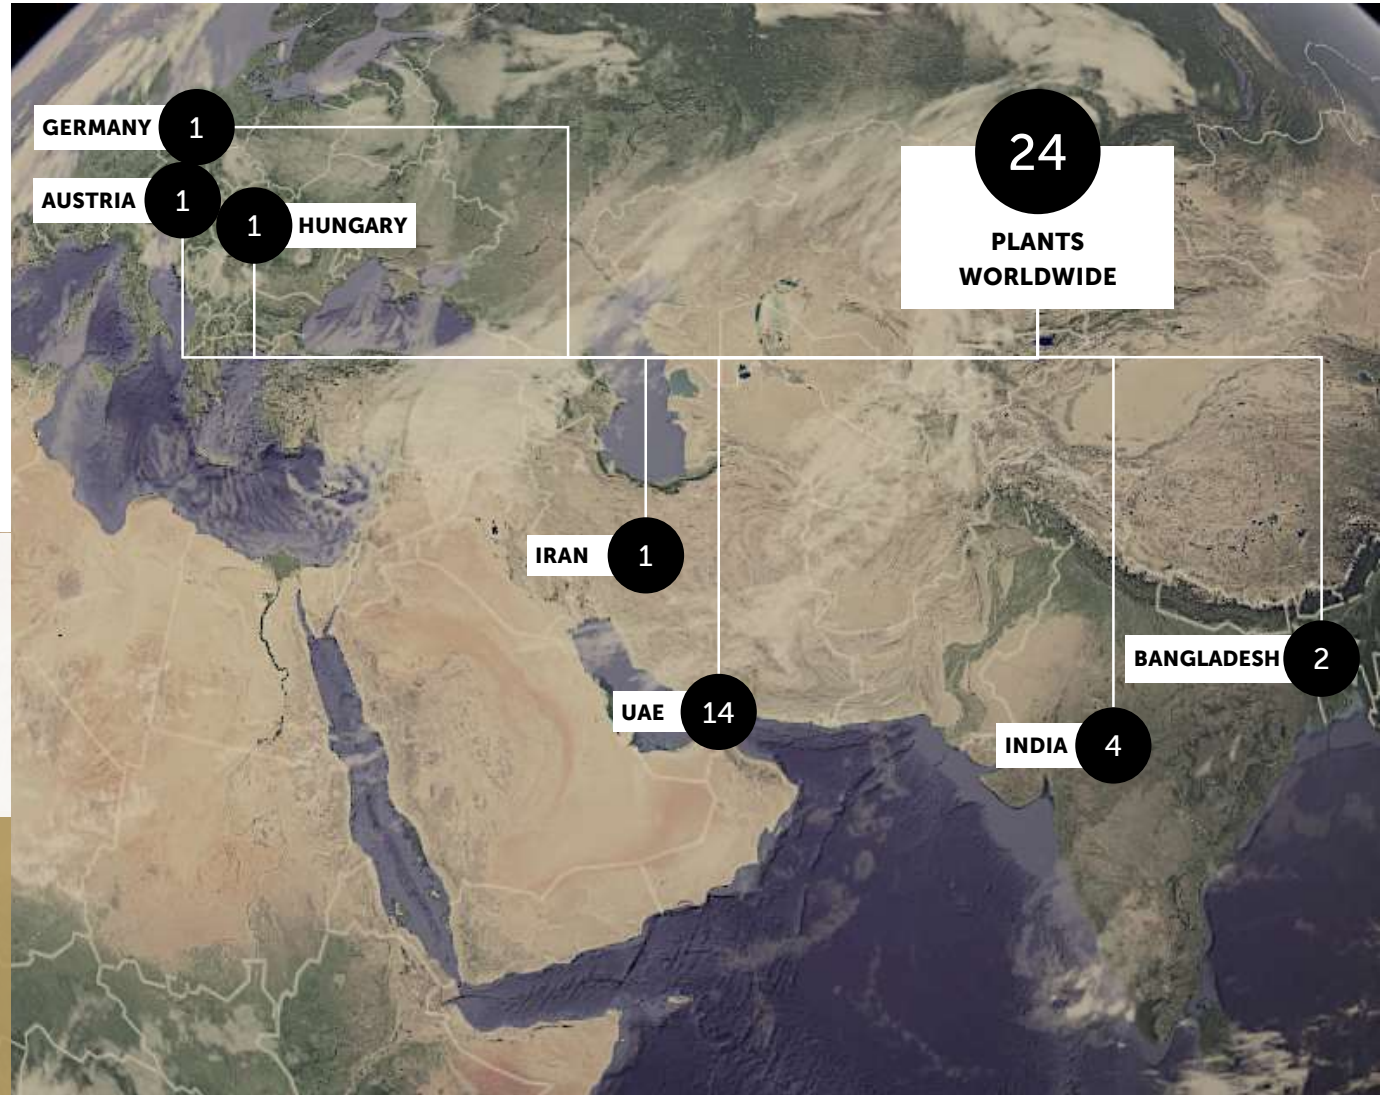 GERMANY 1
AUSTRIA 1
1 HUNGARY
24
PLANTS
WORLDWIDE
IRAN 1
BANGLADESH 2
UAE 14
INDIA 4